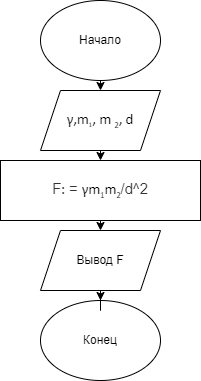 Начало
γ,m₁, m ₂, d
F: = γm₁m₂/d^2
Вывод F
Конец